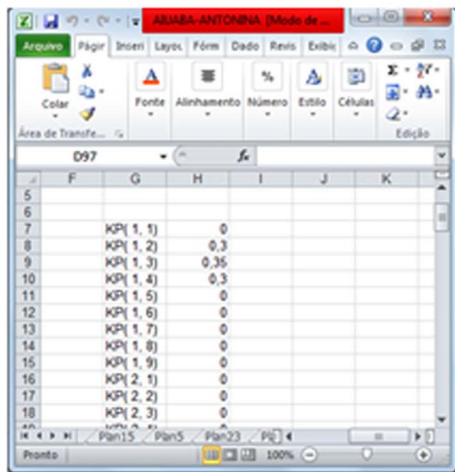 AIUABA-ANTONINA [Modo de ...
Arquivo Págir Inseri Layou Fórm Dado Revis Exibiç
Colar Fonte Alinhamento Número Estilo Células
Área de Transfe... Edição
D97 fx
F G H I J K
5
6
7 KP( 1, 1) 0
8 KP( 1, 2) 0,3
9 KP( 1, 3) 0,35
10 KP( 1, 4) 0,3
11 KP( 1, 5) 0
12 KP( 1, 6) 0
13 KP( 1, 7) 0
14 KP( 1, 8) 0
15 KP( 1, 9) 0
16 KP( 2, 1) 0
17 KP( 2, 2) 0
18 KP( 2, 3) 0
Plan15 Plan5 Plan23
Pronto 100%